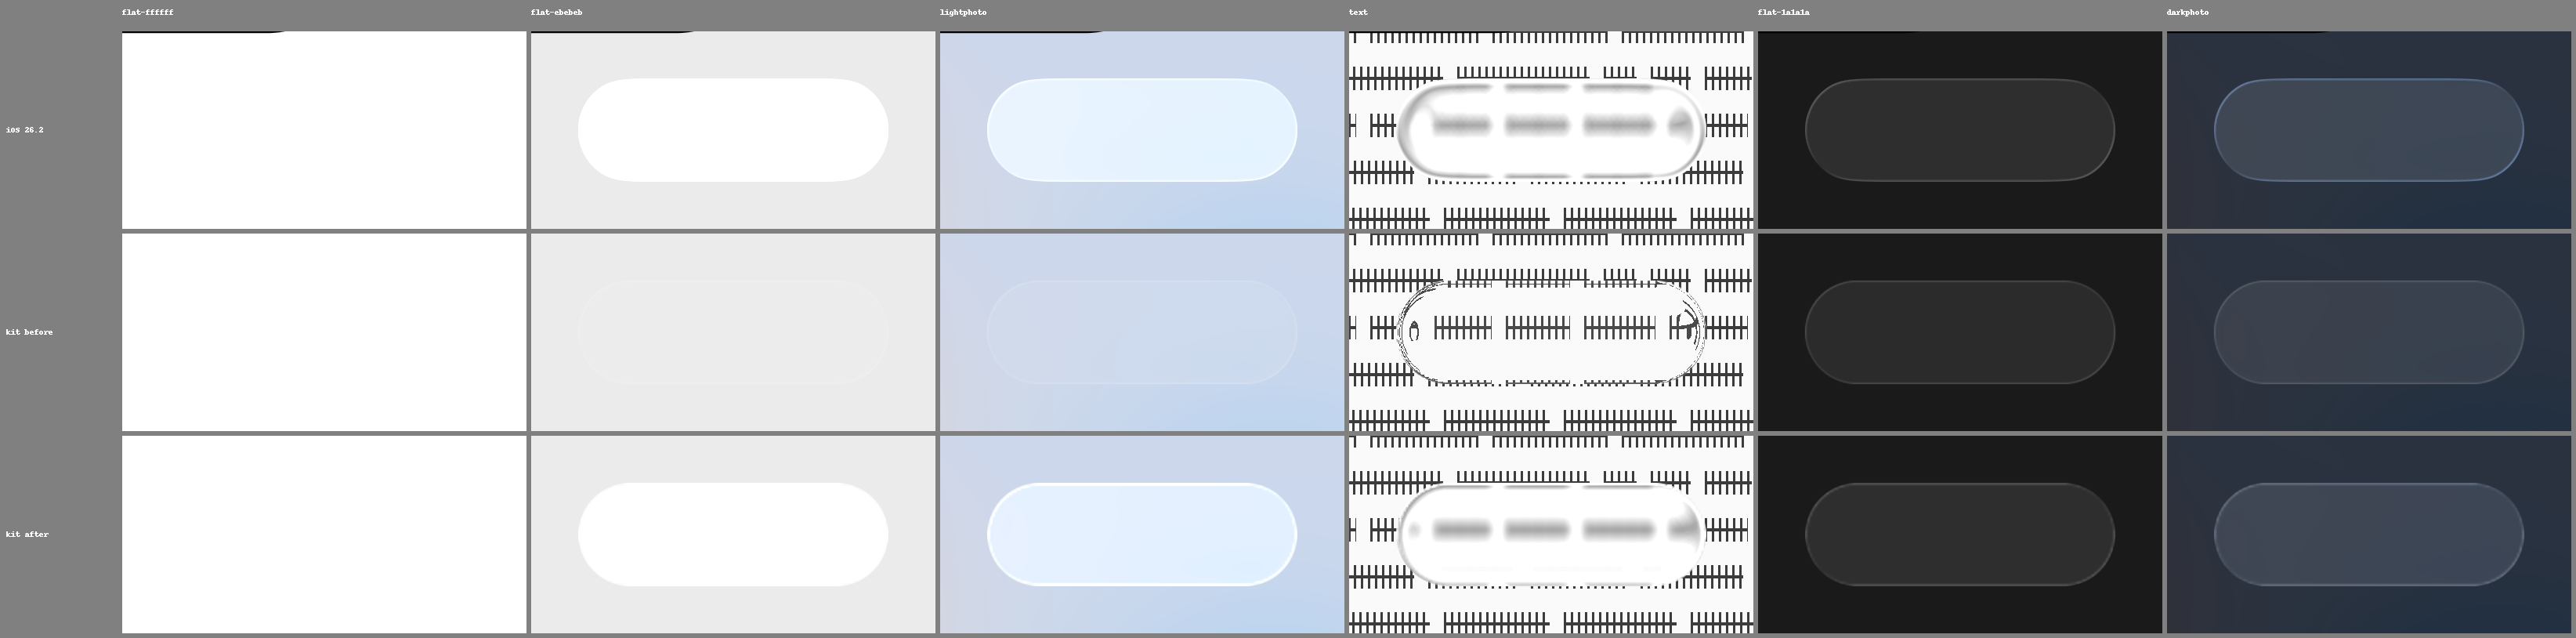 flat-ffffff flat-ebebeb lightphoto text flat-1a1a1a darkphoto
ios 26.2
kit before
kit after